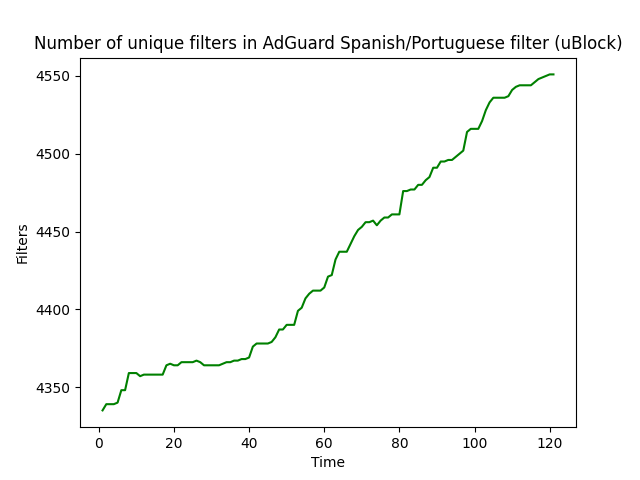 Number of unique filters in AdGuard Spanish/Portuguese filter (uBlock)
4550
4500
4450
4400
4350
Filters
0 20 40 60 80 100 120
Time